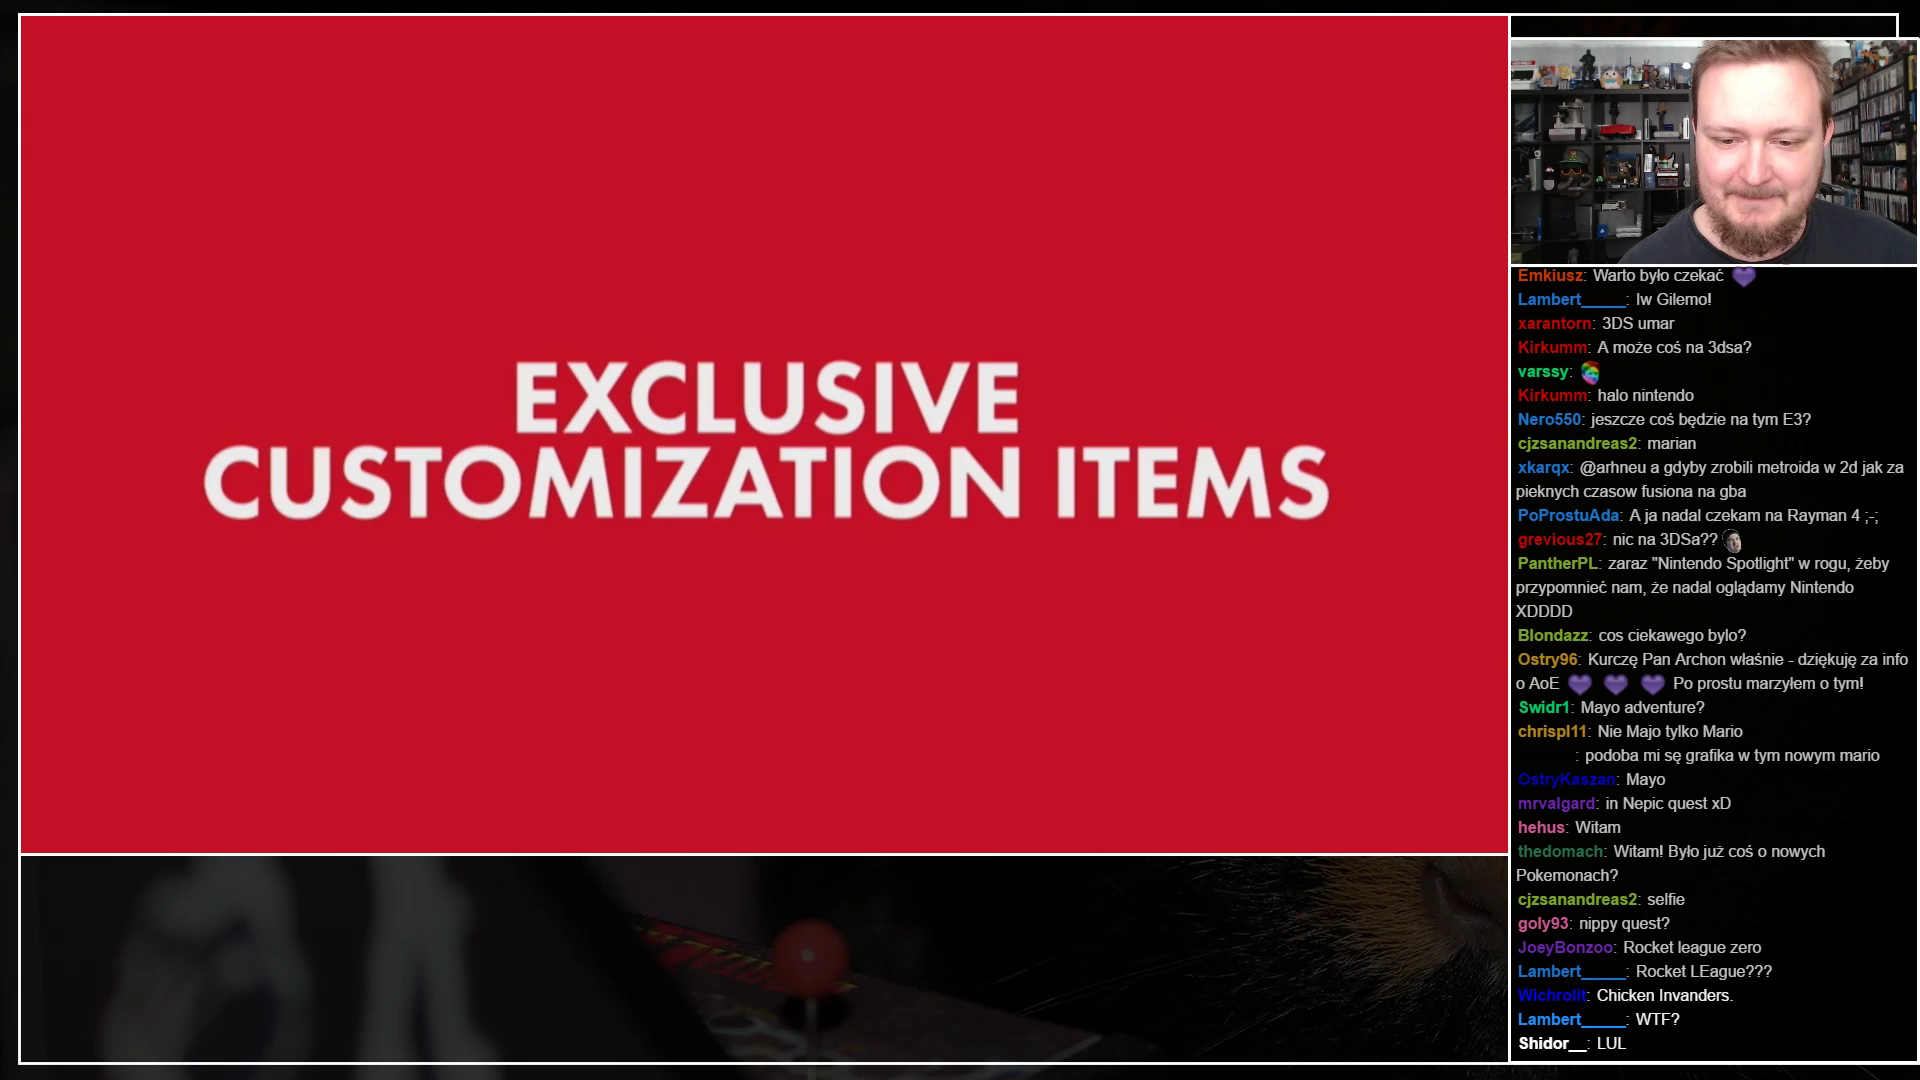 EXCLUSIVE
CUSTOMIZATION ITEMS
Emkiusz: Warto było czekać
Lambert_____: Iw Gilemo!
xarantorn: 3DS umar
Kirkumm: A może coś na 3dsa?
varssy:
Kirkumm: halo nintendo
Nero550: jeszcze coś będzie na tym E3?
cjzsanandreas2: marian
xkarqx: @arhneu a gdyby zrobili metroida w 2d jak za
pieknych czasow fusiona na gba
PoProstuAda: A ja nadal czekam na Rayman 4 ;-;
grevious27: nic na 3DSa??
PantherPL: zaraz "Nintendo Spotlight" w rogu, żeby
przypomnieć nam, że nadal oglądamy Nintendo
XDDDD
Blondazz: cos ciekawego bylo?
Ostry96: Kurczę Pan Archon właśnie - dziękuję za info
o AoE Po prostu marzyłem o tym!
Swidr1: Mayo adventure?
chrispl11: Nie Majo tylko Mario
: podoba mi sę grafika w tym nowym mario
OstryKaszan: Mayo
mrvalgard: in Nepic quest xD
hehus: Witam
thedomach: Witam! Było już coś o nowych
Pokemonach?
cjzsanandreas2: selfie
goly93: nippy quest?
JoeyBonzoo: Rocket league zero
Lambert_____: Rocket LEague???
Wichrolit: Chicken Invanders.
Lambert_____: WTF?
Shidor__: LUL